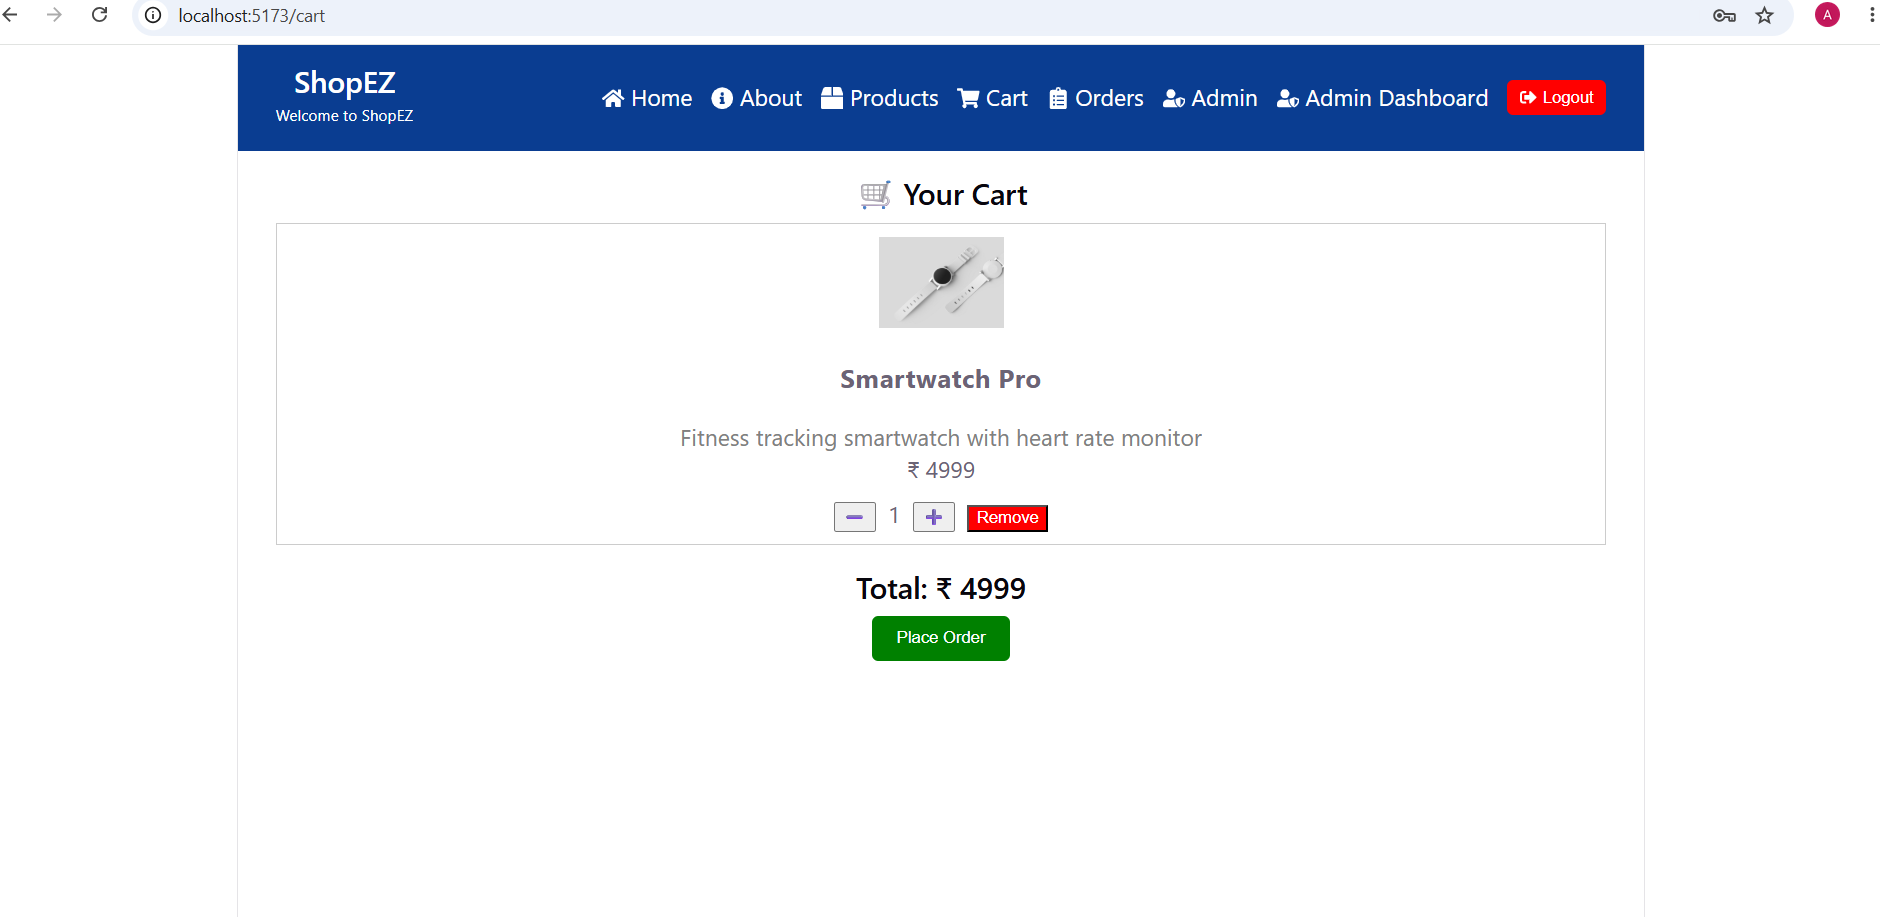 localhost:5173/cart
A
ShopEZ
Welcome to ShopEZ
Home About Products Cart Orders Admin Admin Dashboard Logout
Your Cart
Smartwatch Pro
Fitness tracking smartwatch with heart rate monitor
₹ 4999
1 Remove
Total: ₹ 4999
Place Order